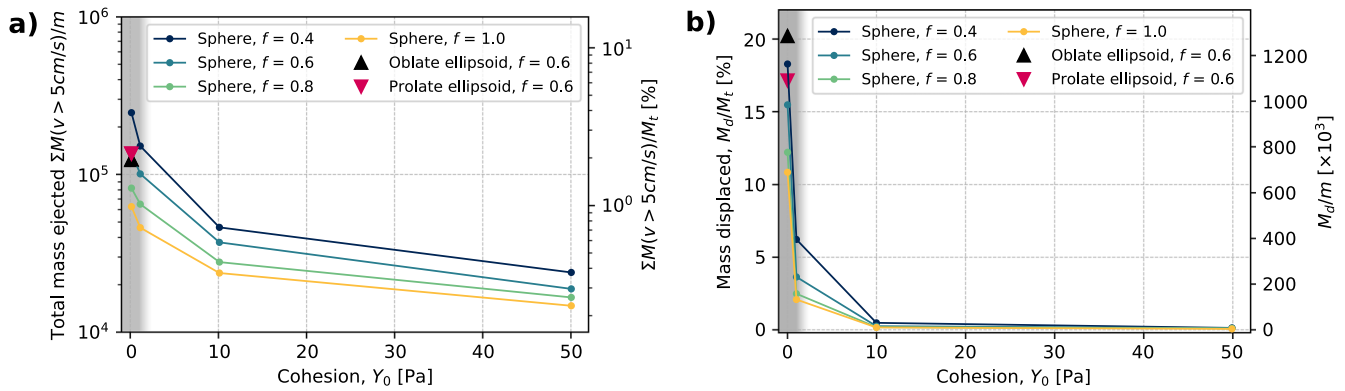 a)
10^6
10^5
10^4
Total mass ejected ΣM(v > 5cm/s)/m
Sphere, f = 0.4
Sphere, f = 0.6
Sphere, f = 0.8
Sphere, f = 1.0
Oblate ellipsoid, f = 0.6
Prolate ellipsoid, f = 0.6
10^1
10^0
ΣM(v > 5cm/s)/M_t [%]
0 10 20 30 40 50
Cohesion, Y_0 [Pa]
b)
20
15
10
5
0
Mass displaced, M_d/M_t [%]
Sphere, f = 0.4
Sphere, f = 0.6
Sphere, f = 0.8
Sphere, f = 1.0
Oblate ellipsoid, f = 0.6
Prolate ellipsoid, f = 0.6
1200
1000
800
600
400
200
0
M_d/m [×10^3]
0 10 20 30 40 50
Cohesion, Y_0 [Pa]